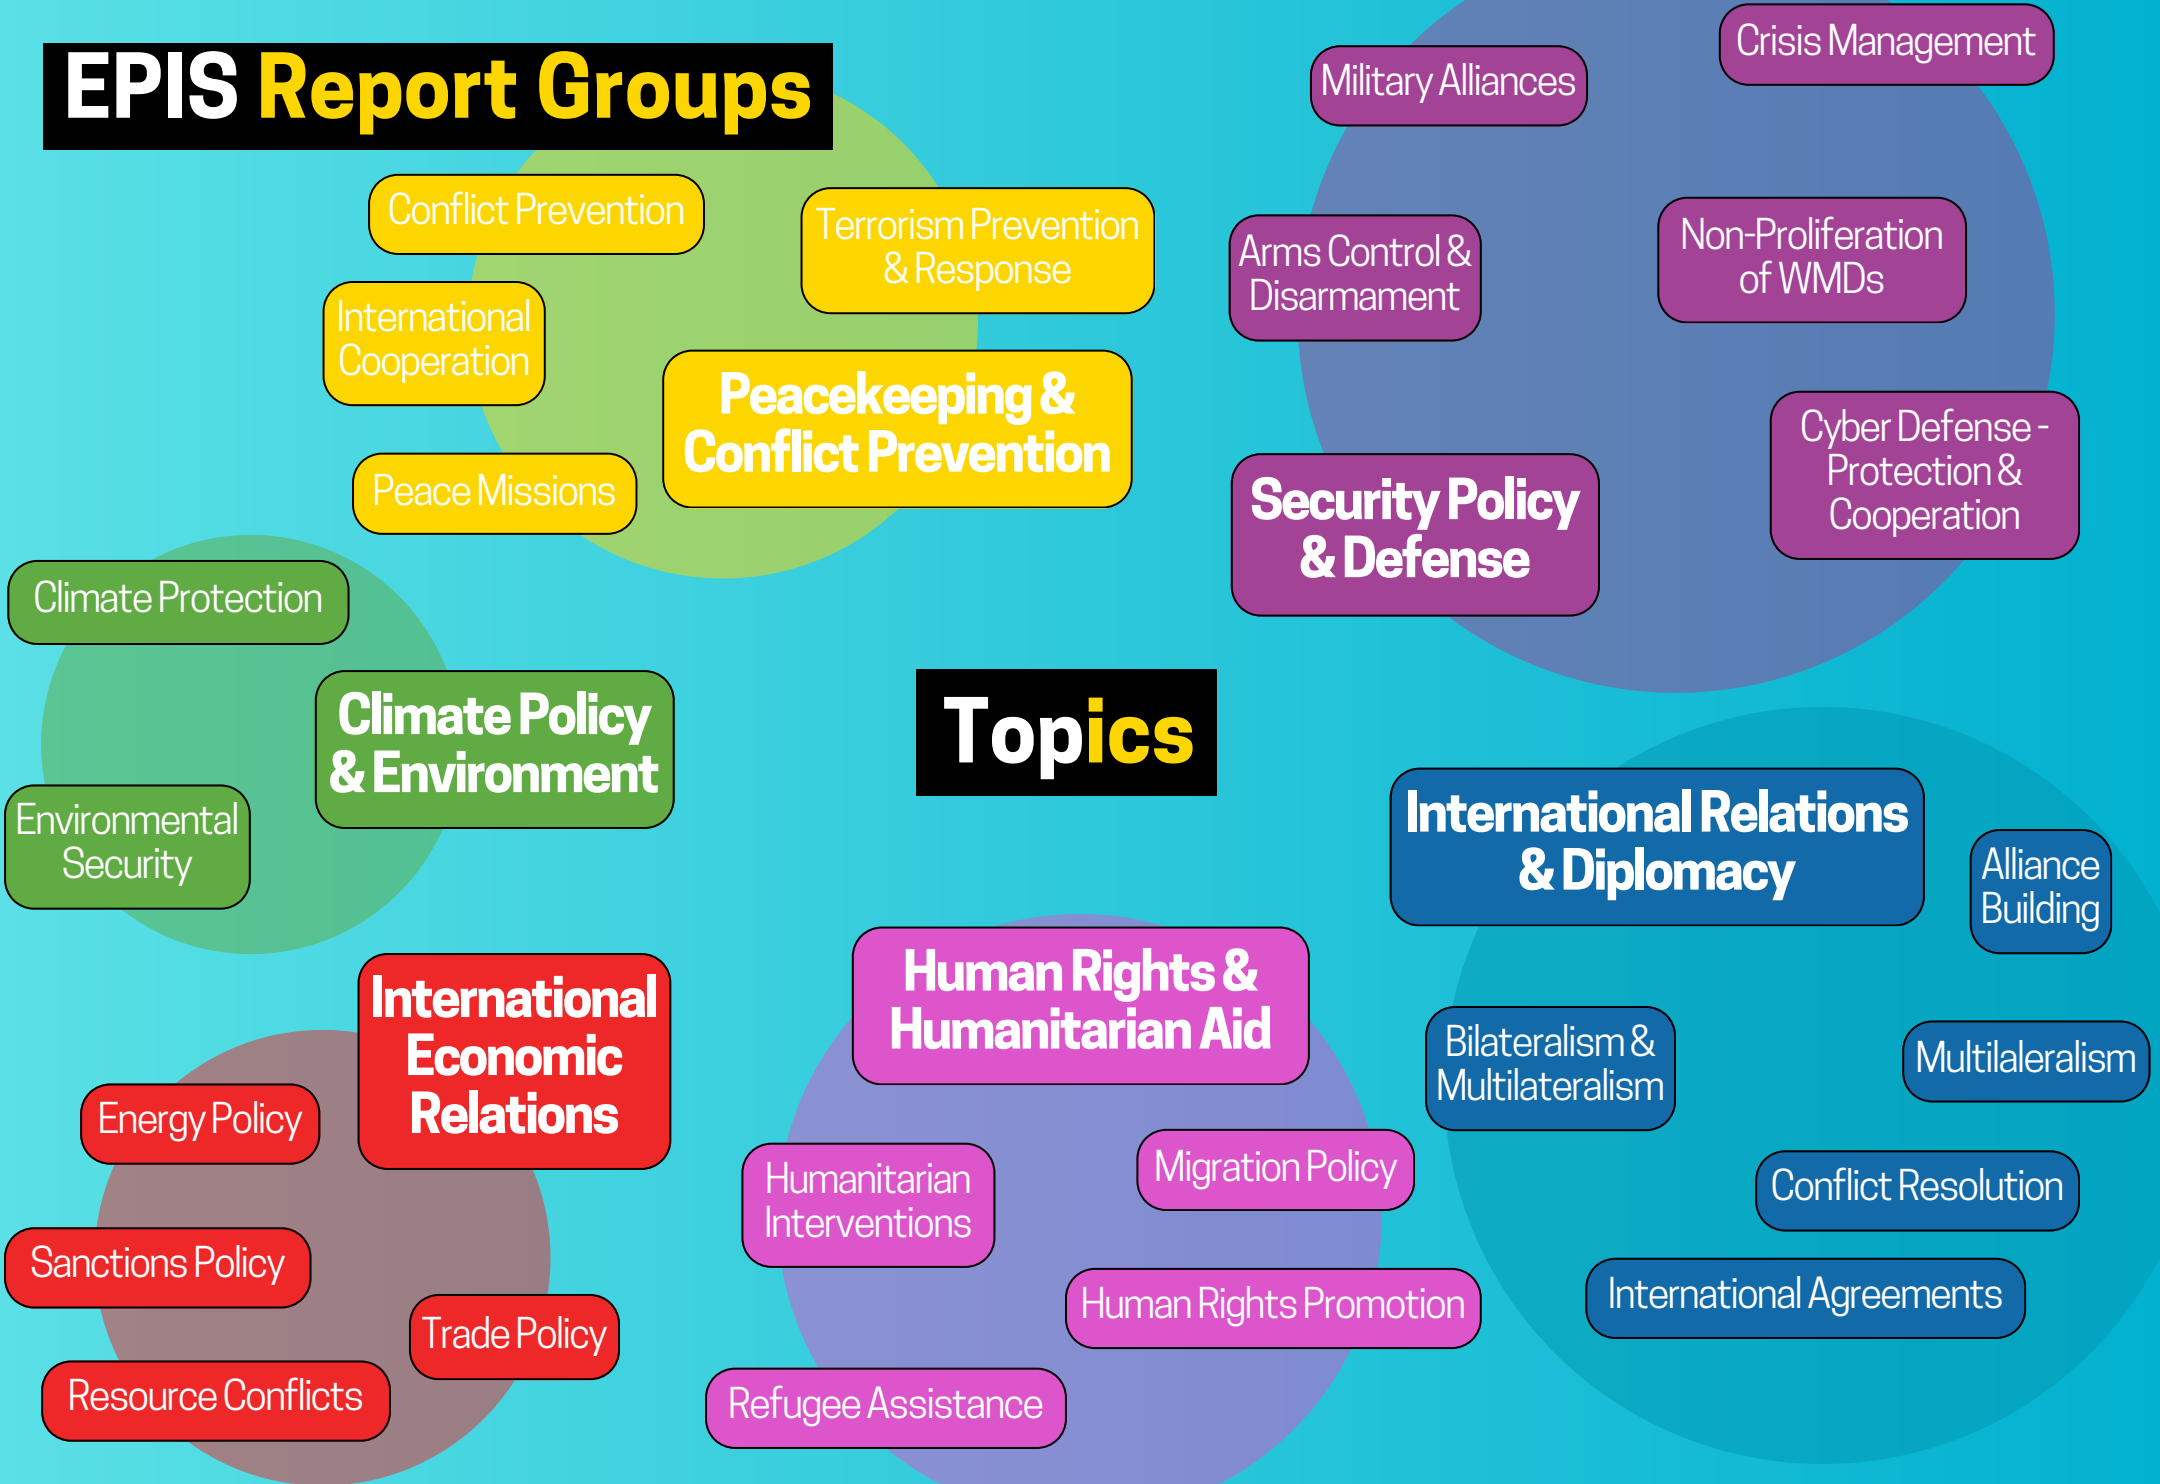 EPIS Report Groups
Conflict Prevention
Terrorism Prevention
& Response
International
Cooperation
Peacekeeping &
Conflict Prevention
Peace Missions
Military Alliances
Crisis Management
Arms Control &
Disarmament
Non-Proliferation
of WMDs
Cyber Defense -
Protection &
Cooperation
Security Policy
& Defense
Climate Protection
Climate Policy
& Environment
Environmental
Security
Topics
International Relations
& Diplomacy
Alliance
Building
Bilateralism &
Multilateralism
Multilaleralism
Conflict Resolution
International Agreements
International
Economic
Relations
Energy Policy
Sanctions Policy
Trade Policy
Resource Conflicts
Human Rights &
Humanitarian Aid
Humanitarian
Interventions
Migration Policy
Human Rights Promotion
Refugee Assistance